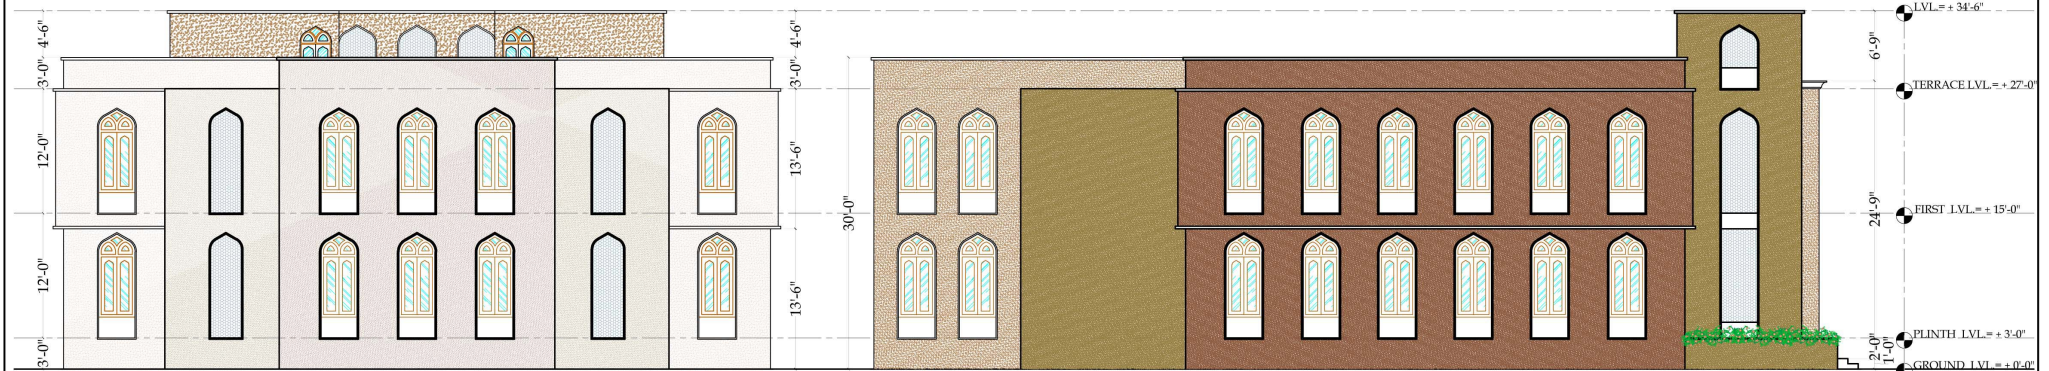 4'-6"
3'-0"
12'-0"
12'-0"
3'-0"
4'-6"
3'-0"
13'-6"
13'-6"
30'-0"
6'-9"
24'-9"
2'-0"
1'-0"
LVL.= + 34'-6"
TERRACE LVL.= + 27'-0"
FIRST LVL.= + 15'-0"
PLINTH LVL.= + 3'-0"
GROUND LVL.= + 0'-0"